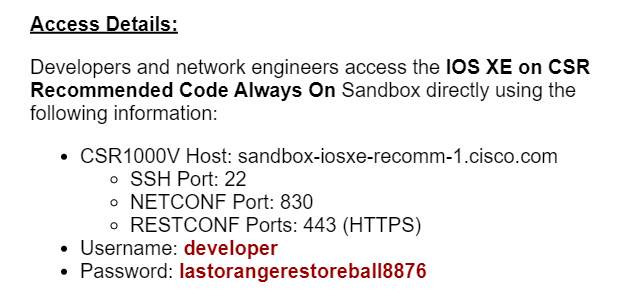 Access Details:
Developers and network engineers access the IOS XE on CSR
Recommended Code Always On Sandbox directly using the
following information:
• CSR1000V Host: sandbox-iosxe-recomm-1.cisco.com
○ SSH Port: 22
○ NETCONF Port: 830
○ RESTCONF Ports: 443 (HTTPS)
• Username: developer
• Password: lastorangerestoreball8876